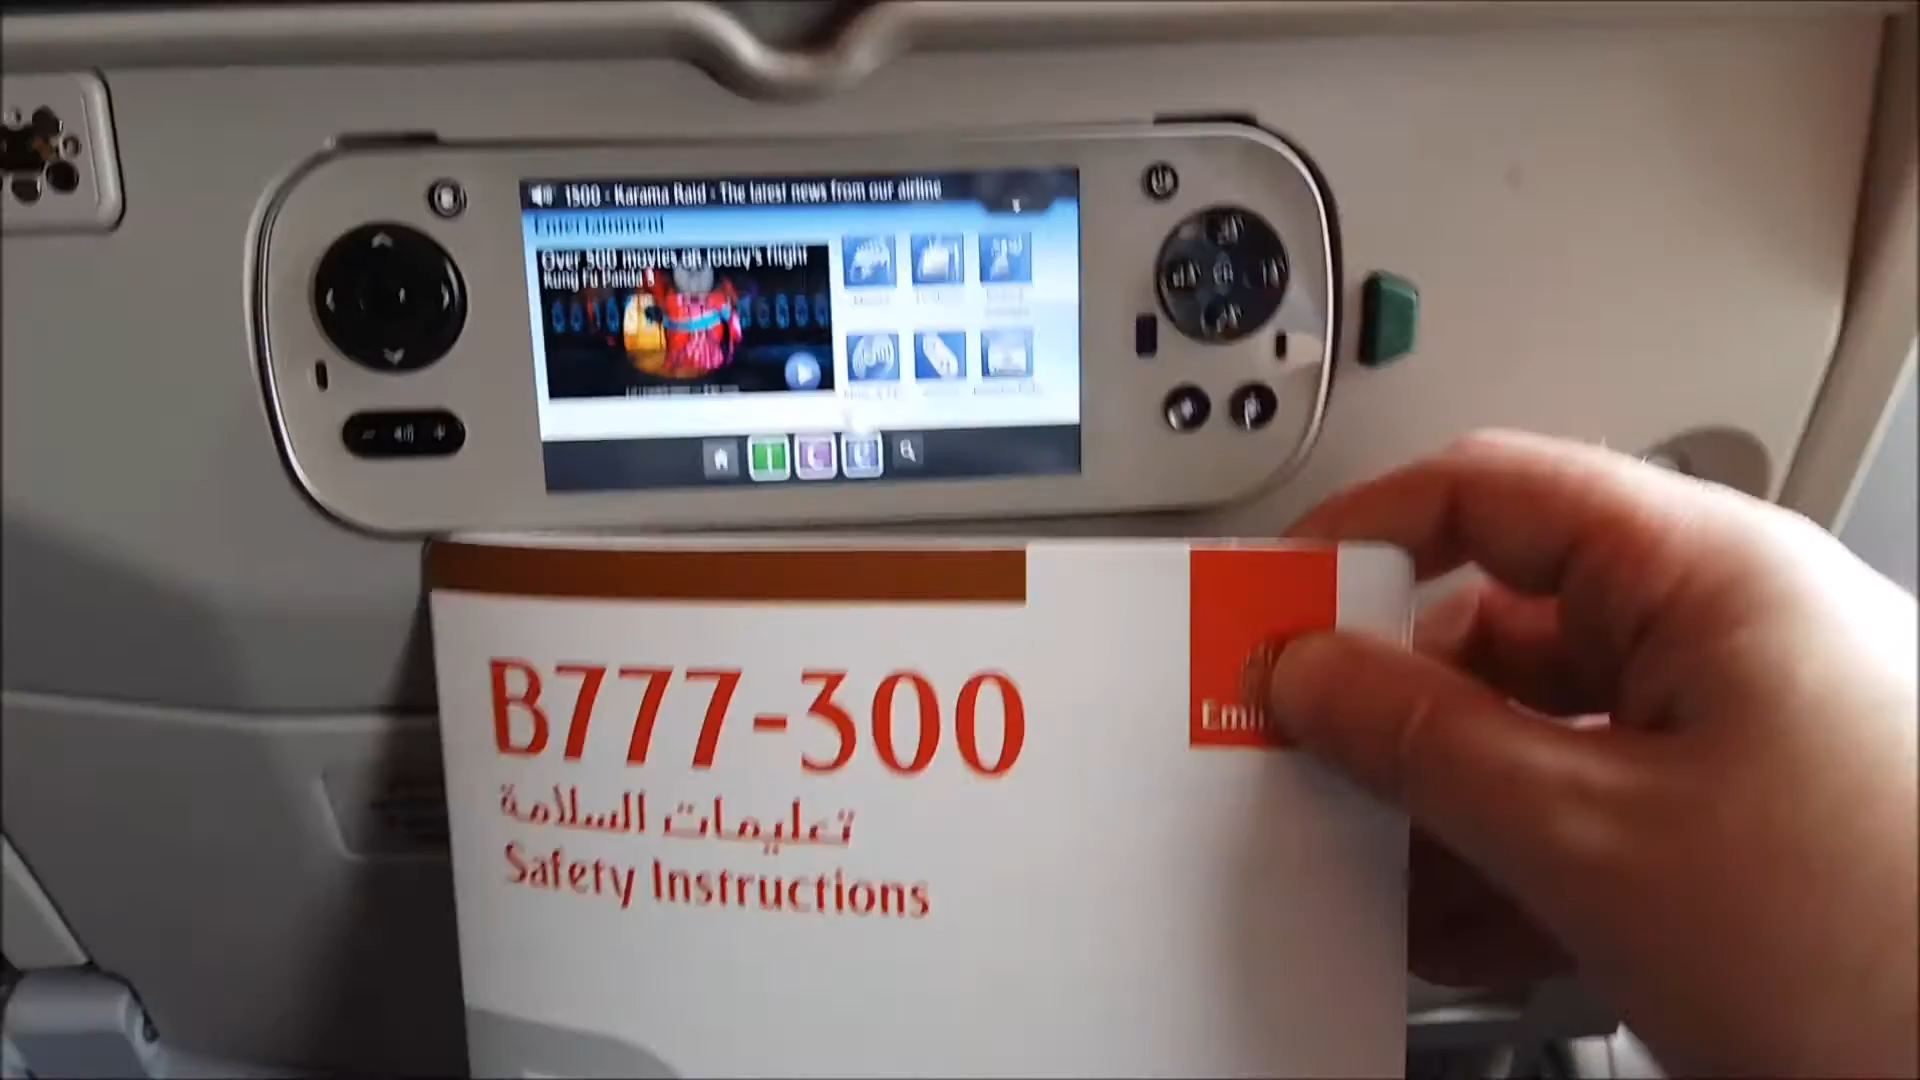 1500 - Karama Raid - The latest news from our airline
Entertainment
Over 500 movies on today's flight
Kung Fu Panda 3
B777-300
تعليمات السلامة
Safety Instructions